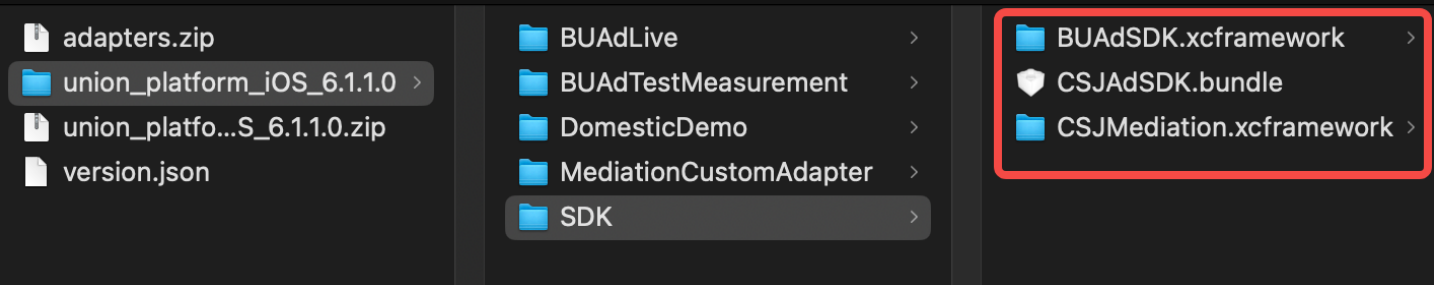 adapters.zip
union_platform_iOS_6.1.1.0
union_platfo...S_6.1.1.0.zip
version.json
BUAdLive
BUAdTestMeasurement
DomesticDemo
MediationCustomAdapter
SDK
BUAdSDK.xcframework
CSJAdSDK.bundle
CSJMediation.xcframework